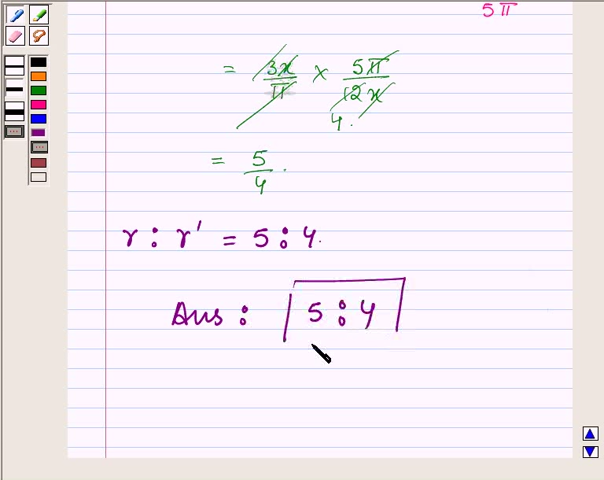 5π
= 3x/π × 5π/12x
4.
= 5/4.
r : r' = 5 : 4.
Ans : 5 : 4